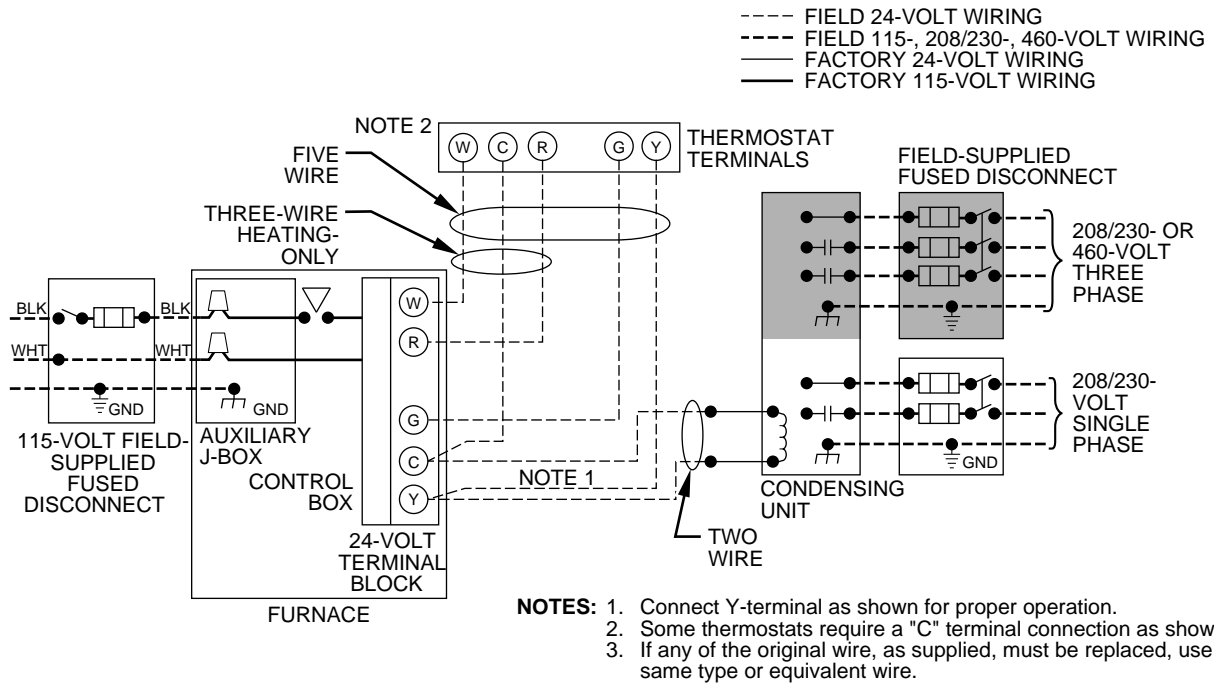 FIELD 24-VOLT WIRING
FIELD 115-, 208/230-, 460-VOLT WIRING
FACTORY 24-VOLT WIRING
FACTORY 115-VOLT WIRING
NOTE 2
W
C
R
G
Y
THERMOSTAT
TERMINALS
FIVE
WIRE
THREE-WIRE
HEATING-
ONLY
FIELD-SUPPLIED
FUSED DISCONNECT
208/230- OR
460-VOLT
THREE
PHASE
BLK
BLK
WHT
WHT
GND
GND
W
R
G
C
Y
115-VOLT FIELD-
SUPPLIED
FUSED
DISCONNECT
AUXILIARY
J-BOX
CONTROL
BOX
24-VOLT
TERMINAL
BLOCK
FURNACE
NOTE 1
TWO
WIRE
CONDENSING
UNIT
GND
208/230-
VOLT
SINGLE
PHASE
NOTES: 1. Connect Y-terminal as shown for proper operation.
2. Some thermostats require a "C" terminal connection as show
3. If any of the original wire, as supplied, must be replaced, use
same type or equivalent wire.